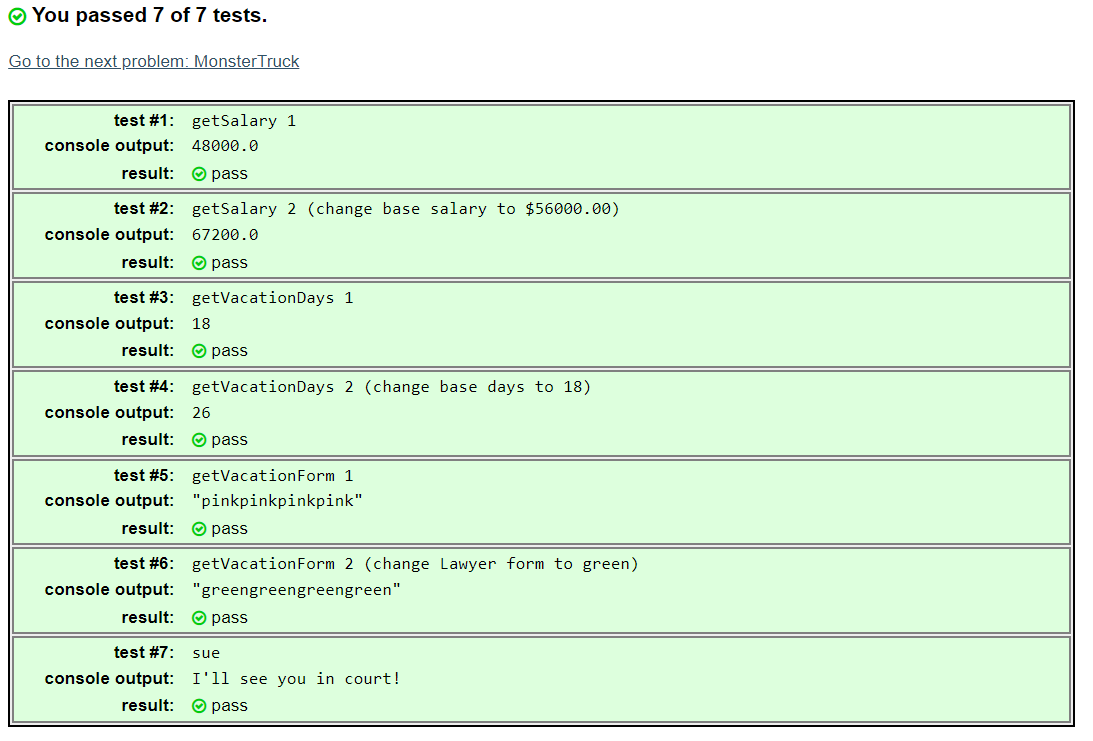 You passed 7 of 7 tests.
Go to the next problem: MonsterTruck
test #1: getSalary 1
console output: 48000.0
result: pass
test #2: getSalary 2 (change base salary to $56000.00)
console output: 67200.0
result: pass
test #3: getVacationDays 1
console output: 18
result: pass
test #4: getVacationDays 2 (change base days to 18)
console output: 26
result: pass
test #5: getVacationForm 1
console output: "pinkpinkpinkpink"
result: pass
test #6: getVacationForm 2 (change Lawyer form to green)
console output: "greengreengreengreen"
result: pass
test #7: sue
console output: I'll see you in court!
result: pass